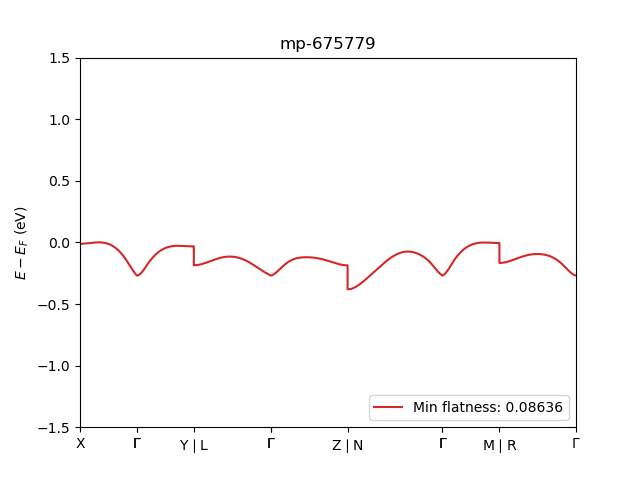 mp-675779
1.5
1.0
0.5
0.0
−0.5
−1.0
−1.5
E − E_F (eV)
Min flatness: 0.08636
X Γ Y | L Γ Z | N Γ M | R Γ